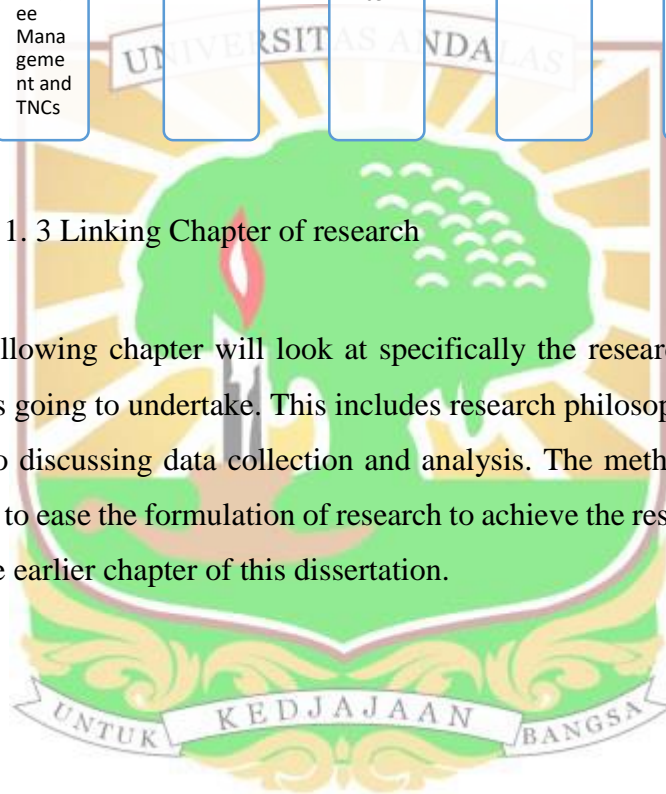 ee
Mana
geme
nt and
TNCs
UNIVERSITAS ANDALAS
1. 3 Linking Chapter of research
llowing chapter will look at specifically the resear
s going to undertake. This includes research philosop
o discussing data collection and analysis. The meth
to ease the formulation of research to achieve the res
e earlier chapter of this dissertation.
UNTUK KEDJAJAAN BANGSA